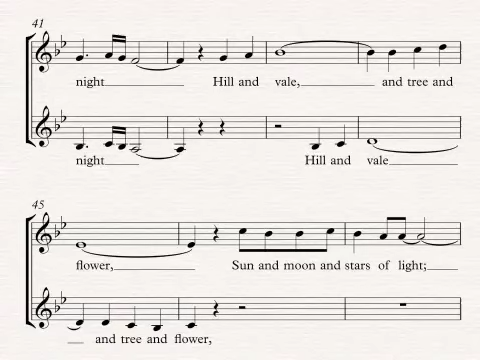 41
night Hill and vale, and tree and
night Hill and vale
45
flower, Sun and moon and stars of light;
and tree and flower,